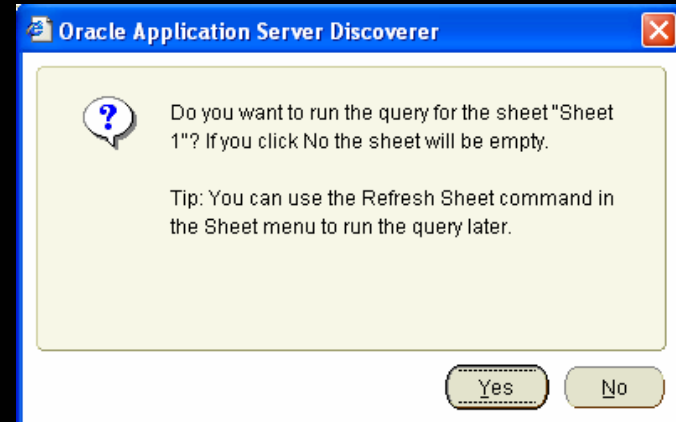 Oracle Application Server Discoverer
Do you want to run the query for the sheet "Sheet
1"? If you click No the sheet will be empty.
Tip: You can use the Refresh Sheet command in
the Sheet menu to run the query later.
Yes No